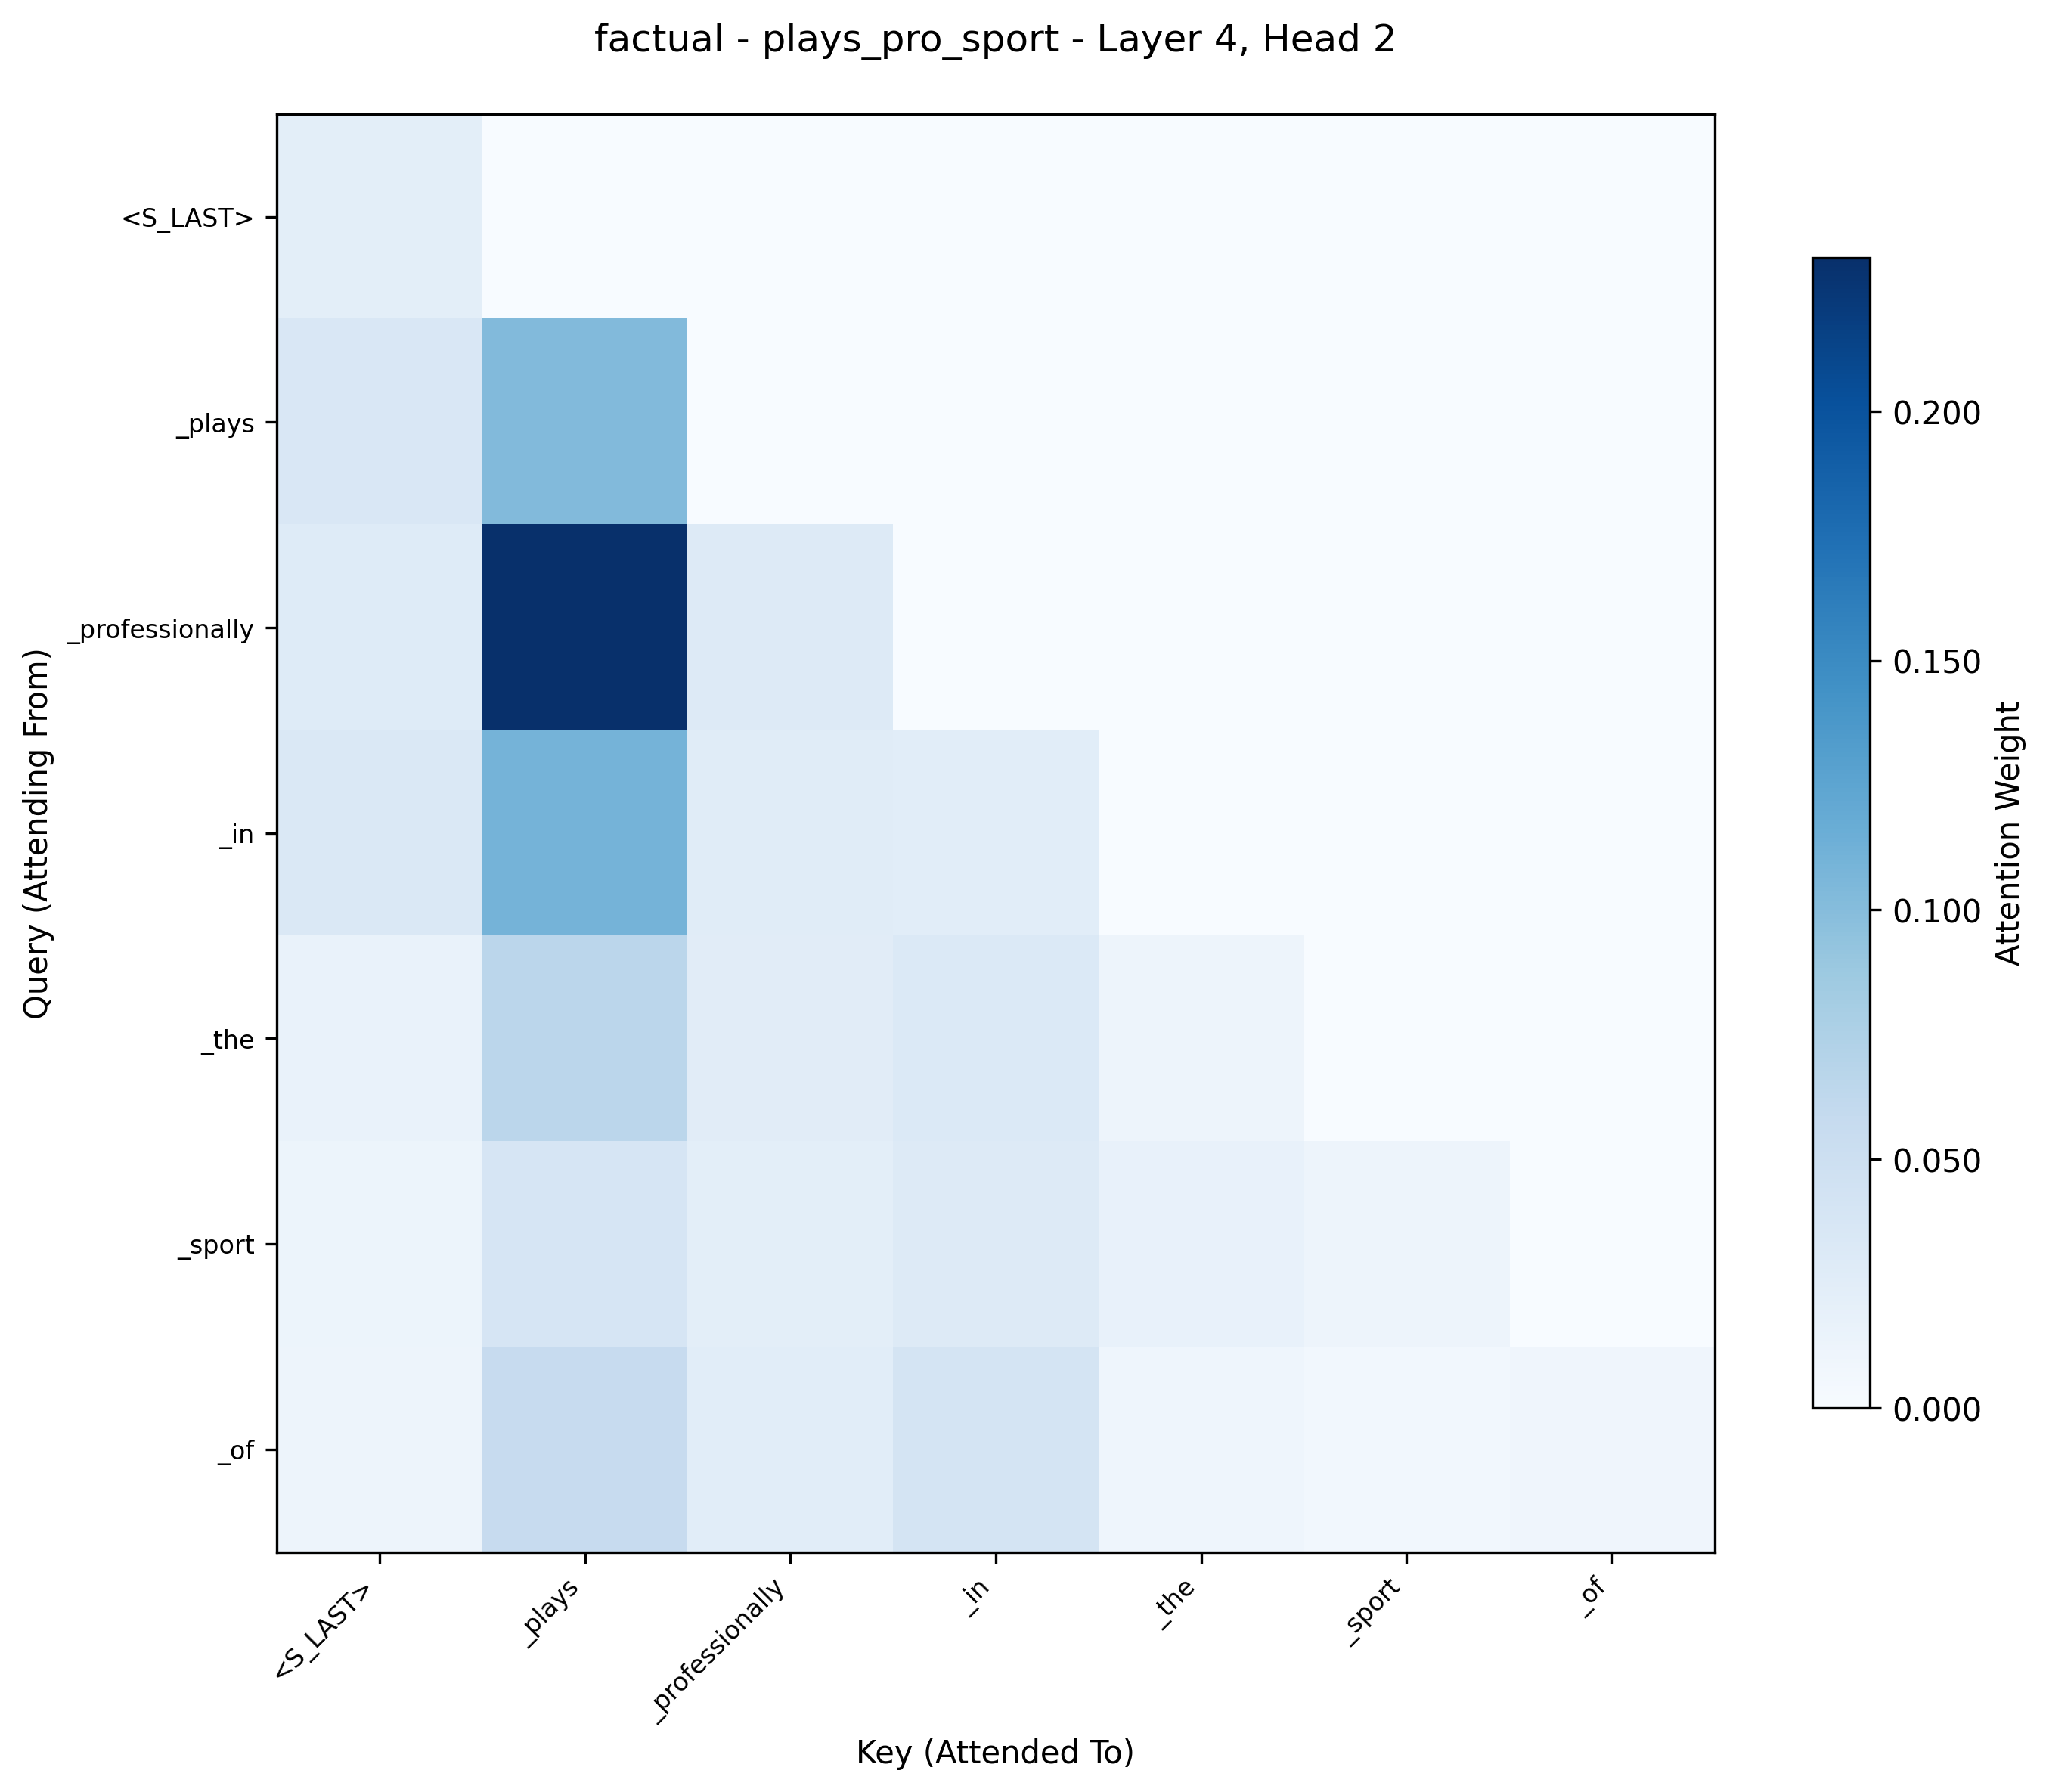 factual - plays_pro_sport - Layer 4, Head 2
Query (Attending From)
<S_LAST>
_plays
_professionally
_in
_the
_sport
_of
<S_LAST>
_plays
_professionally
_in
_the
_sport
_of
Key (Attended To)
0.200
0.150
0.100
0.050
0.000
Attention Weight